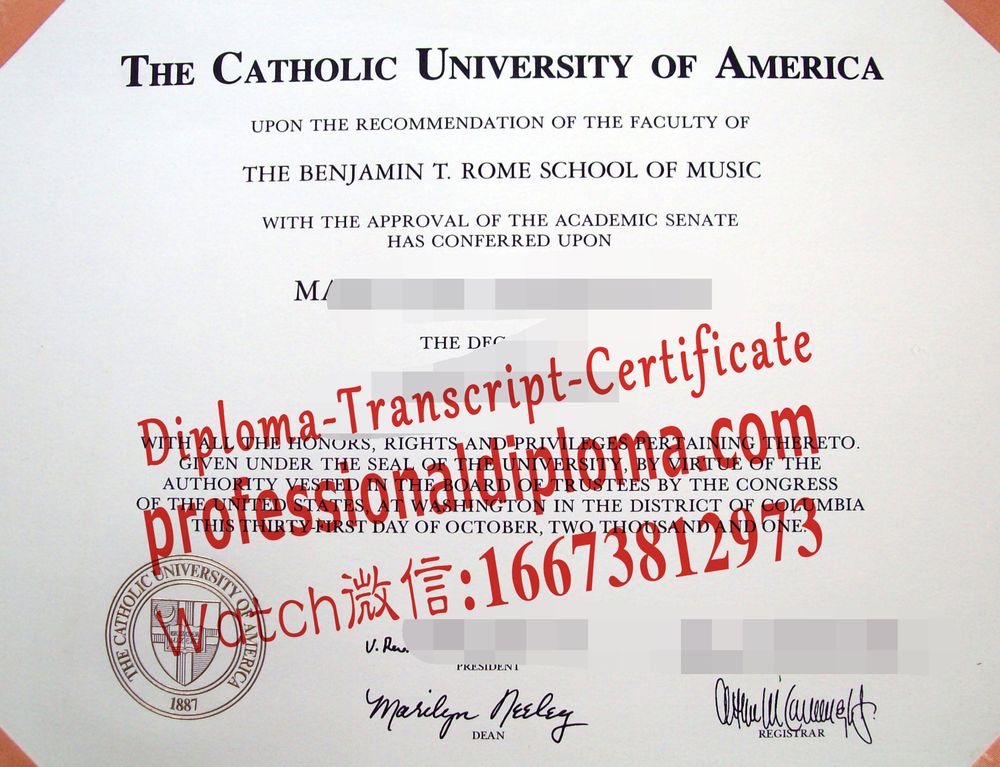 THE CATHOLIC UNIVERSITY OF AMERICA
UPON THE RECOMMENDATION OF THE FACULTY OF
THE BENJAMIN T. ROME SCHOOL OF MUSIC
WITH THE APPROVAL OF THE ACADEMIC SENATE
HAS CONFERRED UPON
MA
THE DEG
Diploma-Transcript-Certificate
WITH ALL THE HONORS, RIGHTS AND PRIVILEGES PERTAINING THERETO.
GIVEN UNDER THE SEAL OF THE UNIVERSITY, BY VIRTUE OF THE
professionaldiploma.com
AUTHORITY VESTED IN THE BOARD OF TRUSTEES BY THE CONGRESS
OF THE UNITED STATES, AT WASHINGTON IN THE DISTRICT OF COLUMBIA
THIS THIRTY-FIRST DAY OF OCTOBER, TWO THOUSAND AND ONE.
Watch微信:16673812973
THE CATHOLIC UNIVERSITY OF AMERICA
1887
V. Rev.
PRESIDENT
Marilyn Neeley
DEAN
REGISTRAR